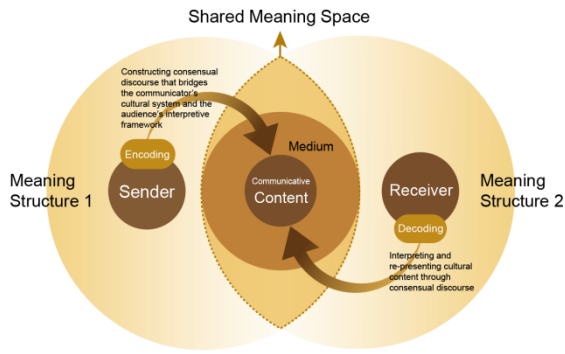 Shared Meaning Space
Constructing consensual
discourse that bridges
the communicator's
cultural system and the
audience's interpretive
framework
Encoding
Sender
Meaning
Structure 1
Medium
Communicative
Content
Receiver
Decoding
Meaning
Structure 2
Interpreting and
re-presenting cultural
content through
consensual discourse